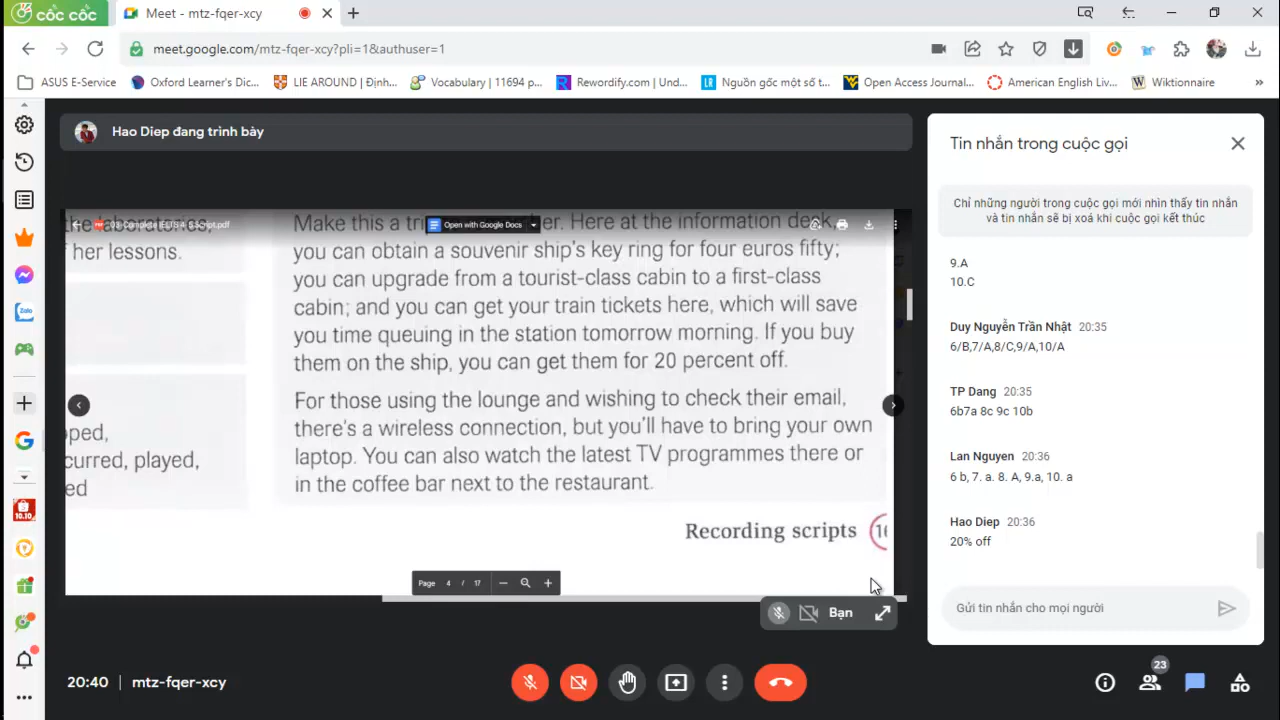 cốc cốc
Meet - mtz-fqer-xcy
meet.google.com/mtz-fqer-xcy?pli=1&authuser=1
ASUS E-Service
Oxford Learner's Dic...
LIE AROUND | Định...
Vocabulary | 11694 p...
Rewordify.com | Und...
Nguồn gốc một số t...
Open Access Journal...
American English Liv...
Wiktionnaire
Hao Diep đang trình bày
Complete IELTS 4-5 Script.pdf
Open with Google Docs
the laboratories,
her lessons.
oped,
curred, played,
ed
Make this a Here at the information desk
you can obtain a souvenir ship's key ring for four euros fifty;
you can upgrade from a tourist-class cabin to a first-class
cabin; and you can get your train tickets here, which will save
you time queuing in the station tomorrow morning. If you buy
them on the ship, you can get them for 20 percent off.
For those using the lounge and wishing to check their email,
there's a wireless connection, but you'll have to bring your own
laptop. You can also watch the latest TV programmes there or
in the coffee bar next to the restaurant.
Recording scripts
Page 4 / 17
Bạn
Zalo
10.10
20:40 | mtz-fqer-xcy
Tin nhắn trong cuộc gọi
Chỉ những người trong cuộc gọi mới nhìn thấy tin nhắn
và tin nhắn sẽ bị xoá khi cuộc gọi kết thúc
9.A
10.C
Duy Nguyễn Trần Nhật 20:35
6/B,7/A,8/C,9/A,10/A
TP Dang 20:35
6b7a 8c 9c 10b
Lan Nguyen 20:36
6 b, 7. a. 8. A, 9.a, 10. a
Hao Diep 20:36
20% off
Gửi tin nhắn cho mọi người
23